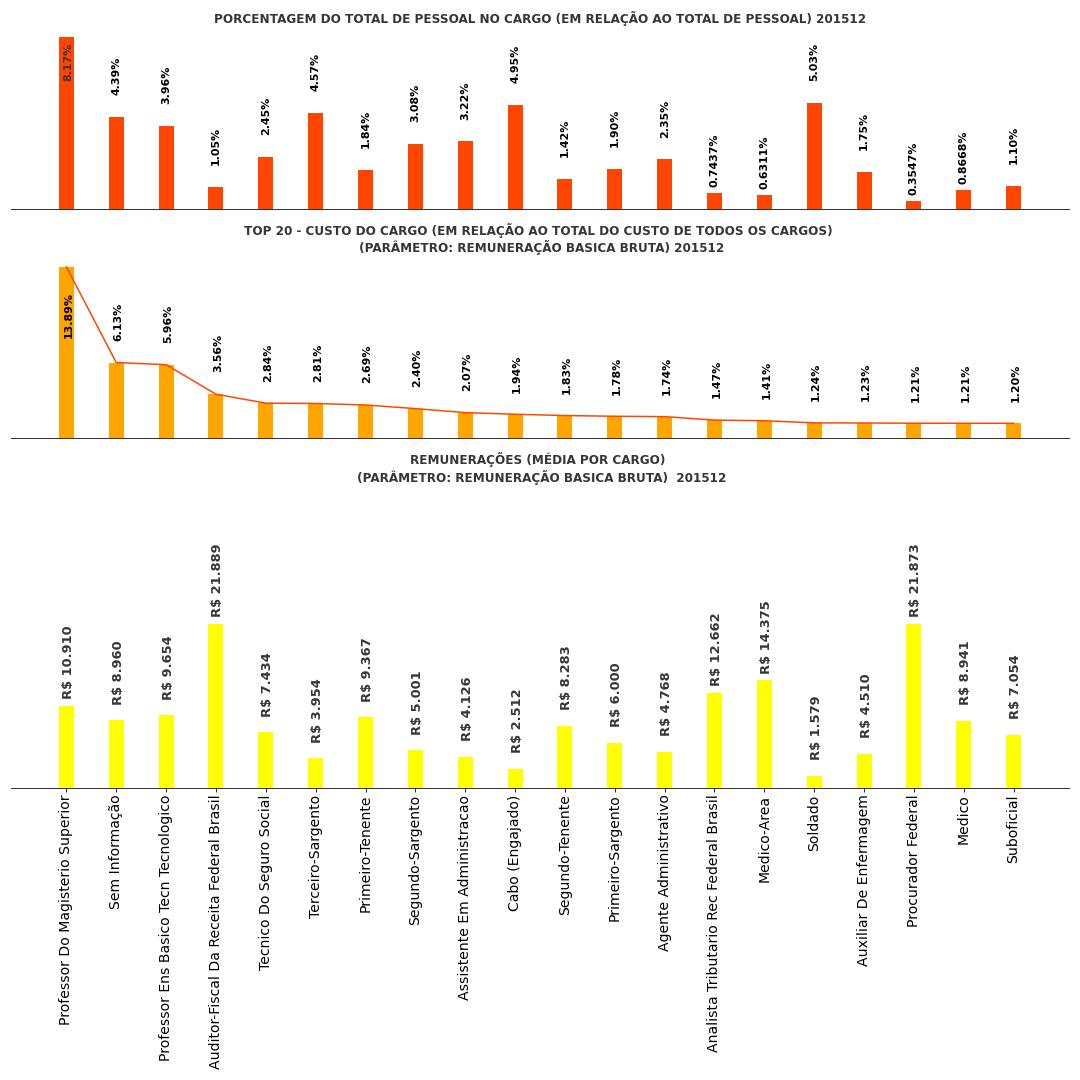 PORCENTAGEM DO TOTAL DE PESSOAL NO CARGO (EM RELAÇÃO AO TOTAL DE PESSOAL) 201512
8.17%
4.39%
3.96%
1.05%
2.45%
4.57%
1.84%
3.08%
3.22%
4.95%
1.42%
1.90%
2.35%
0.7437%
0.6311%
5.03%
1.75%
0.3547%
0.8668%
1.10%
TOP 20 - CUSTO DO CARGO (EM RELAÇÃO AO TOTAL DO CUSTO DE TODOS OS CARGOS)
(PARÂMETRO: REMUNERAÇÃO BASICA BRUTA) 201512
13.89%
6.13%
5.96%
3.56%
2.84%
2.81%
2.69%
2.40%
2.07%
1.94%
1.83%
1.78%
1.74%
1.47%
1.41%
1.24%
1.23%
1.21%
1.21%
1.20%
REMUNERAÇÕES (MÉDIA POR CARGO)
(PARÂMETRO: REMUNERAÇÃO BASICA BRUTA) 201512
R$ 10.910
R$ 8.960
R$ 9.654
R$ 21.889
R$ 7.434
R$ 3.954
R$ 9.367
R$ 5.001
R$ 4.126
R$ 2.512
R$ 8.283
R$ 6.000
R$ 4.768
R$ 12.662
R$ 14.375
R$ 1.579
R$ 4.510
R$ 21.873
R$ 8.941
R$ 7.054
Professor Do Magisterio Superior
Sem Informação
Professor Ens Basico Tecn Tecnologico
Auditor-Fiscal Da Receita Federal Brasil
Tecnico Do Seguro Social
Terceiro-Sargento
Primeiro-Tenente
Segundo-Sargento
Assistente Em Administracao
Cabo (Engajado)
Segundo-Tenente
Primeiro-Sargento
Agente Administrativo
Analista Tributario Rec Federal Brasil
Medico-Area
Soldado
Auxiliar De Enfermagem
Procurador Federal
Medico
Suboficial